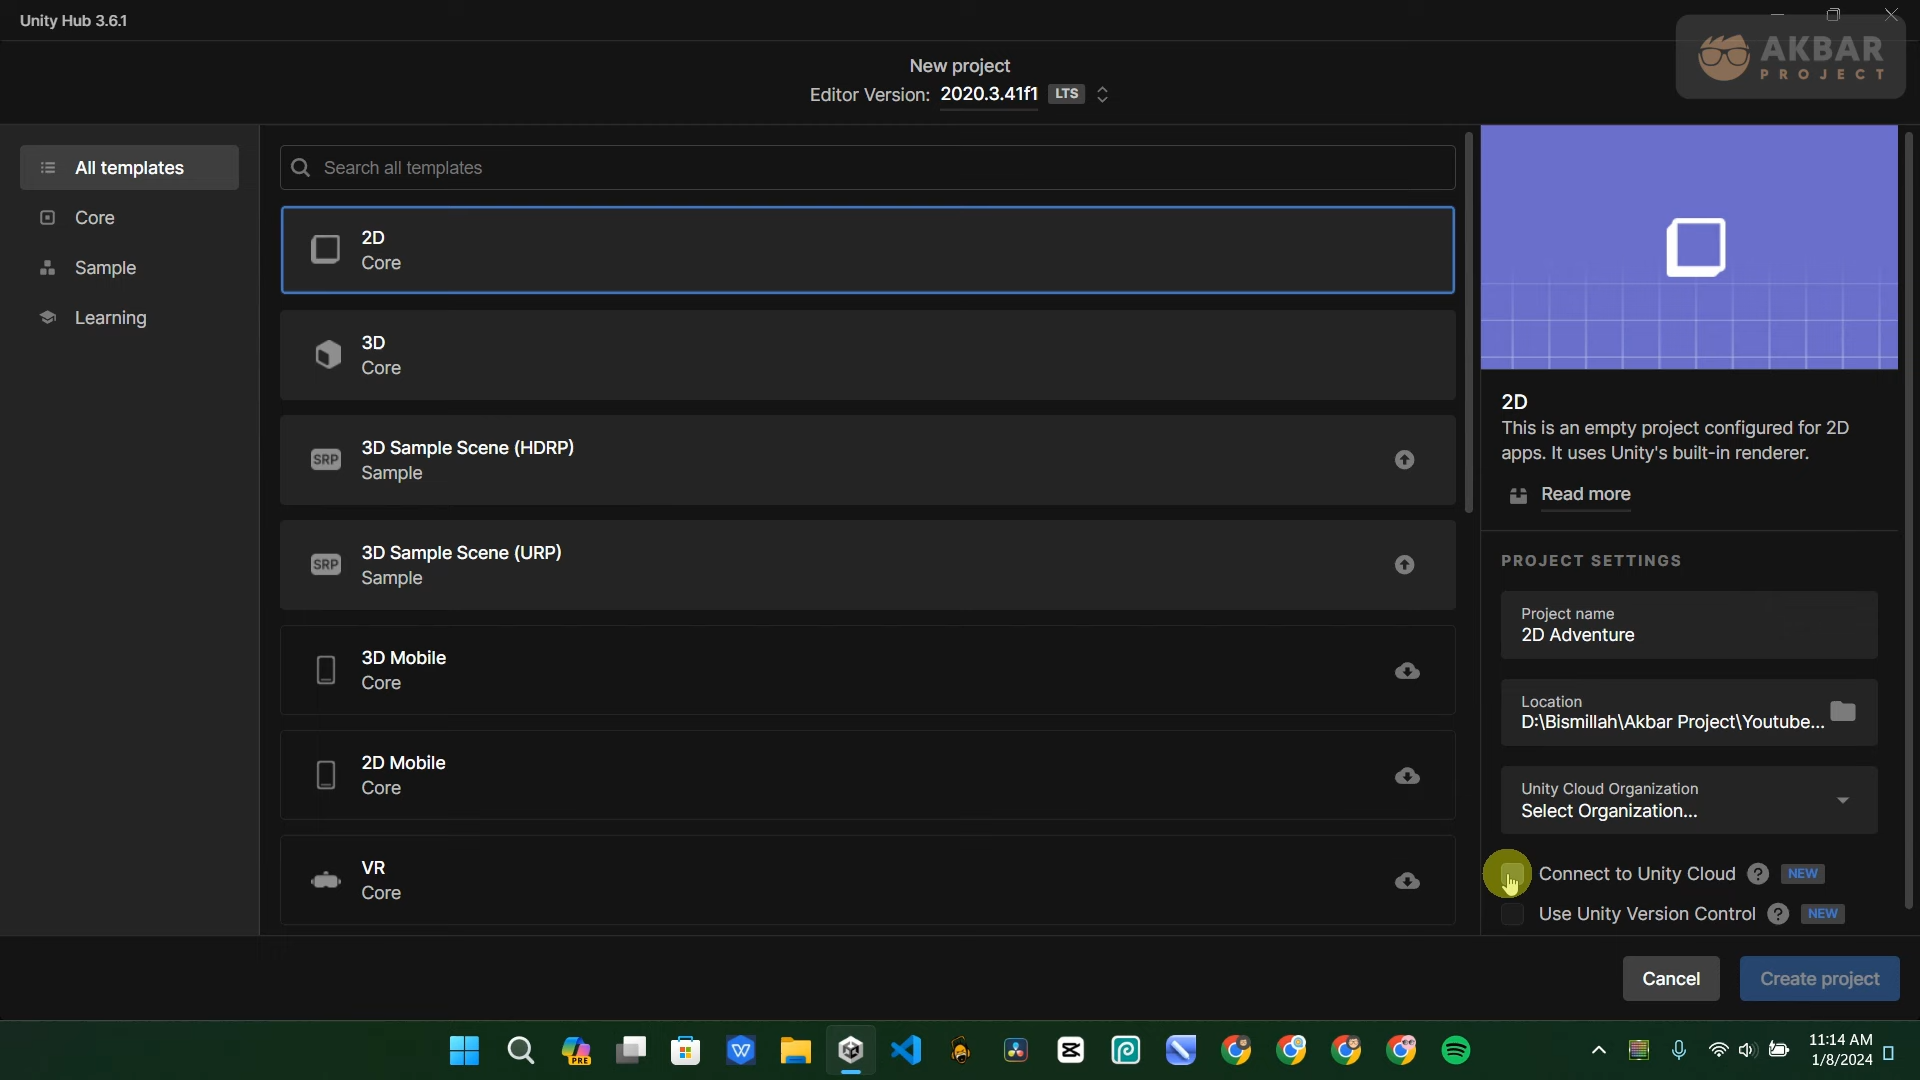 Unity Hub 3.6.1
AKBAR
PROJECT
New project
Editor Version: 2020.3.41f1 LTS
All templates
Core
Sample
Learning
Search all templates
2D
Core
3D
Core
SRP
3D Sample Scene (HDRP)
Sample
SRP
3D Sample Scene (URP)
Sample
3D Mobile
Core
2D Mobile
Core
VR
Core
2D
This is an empty project configured for 2D
apps. It uses Unity's built-in renderer.
Read more
PROJECT SETTINGS
Project name
2D Adventure
Location
D:\Bismillah\Akbar Project\Youtube...
Unity Cloud Organization
Select Organization...
Connect to Unity Cloud ? NEW
Use Unity Version Control ? NEW
Cancel
Create project
PRE
11:14 AM
1/8/2024